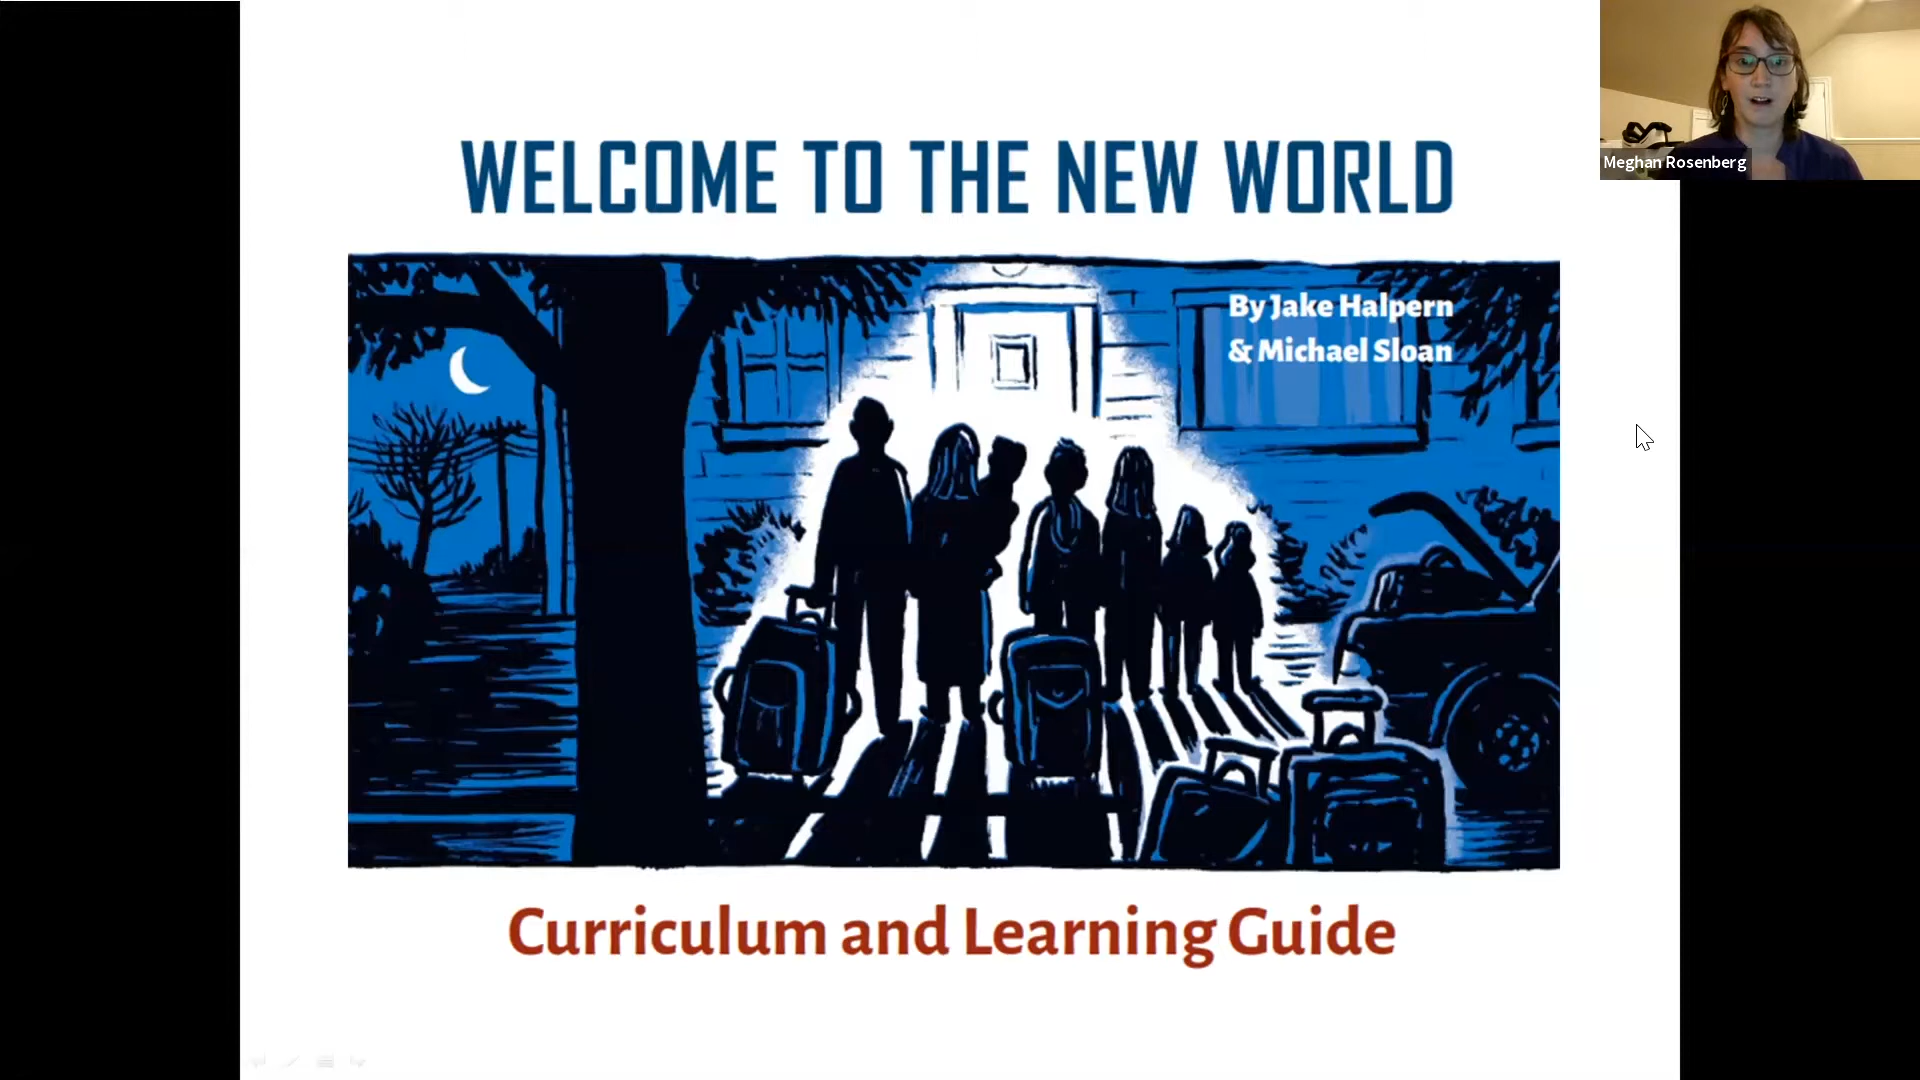 WELCOME TO THE NEW WORLD
By Jake Halpern
& Michael Sloan
Curriculum and Learning Guide
Meghan Rosenberg